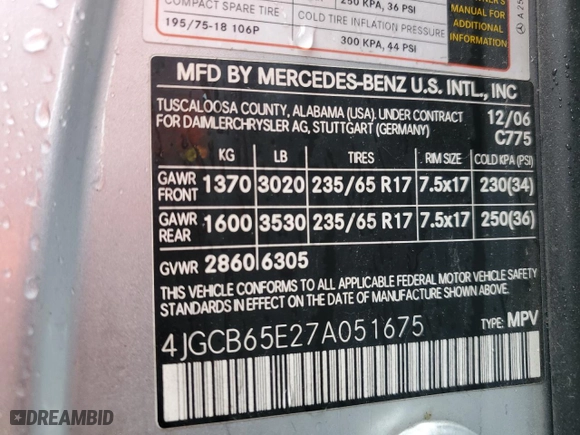 250 KPA, 36 PSI
COMPACT SPARE TIRE
195/75-18 106P
COLD TIRE INFLATION PRESSURE
300 KPA, 44 PSI
MANUAL FOR
ADDITIONAL
INFORMATION
MFD BY MERCEDES-BENZ U.S. INTL., INC
TUSCALOOSA COUNTY, ALABAMA (USA). UNDER CONTRACT
FOR DAIMLERCHRYSLER AG, STUTTGART (GERMANY)
12/06
C775
KG LB TIRES RIM SIZE COLD KPA (PSI)
GAWR FRONT 1370 3020 235/65 R17 7.5x17 230(34)
GAWR REAR 1600 3530 235/65 R17 7.5x17 250(36)
GVWR 2860 6305
THIS VEHICLE CONFORMS TO ALL APPLICABLE FEDERAL MOTOR VEHICLE SAFETY
STANDARDS IN EFFECT ON THE DATE OF MANUFACTURE SHOWN ABOVE.
4JGCB65E27A051675
TYPE: MPV
DREAMBID